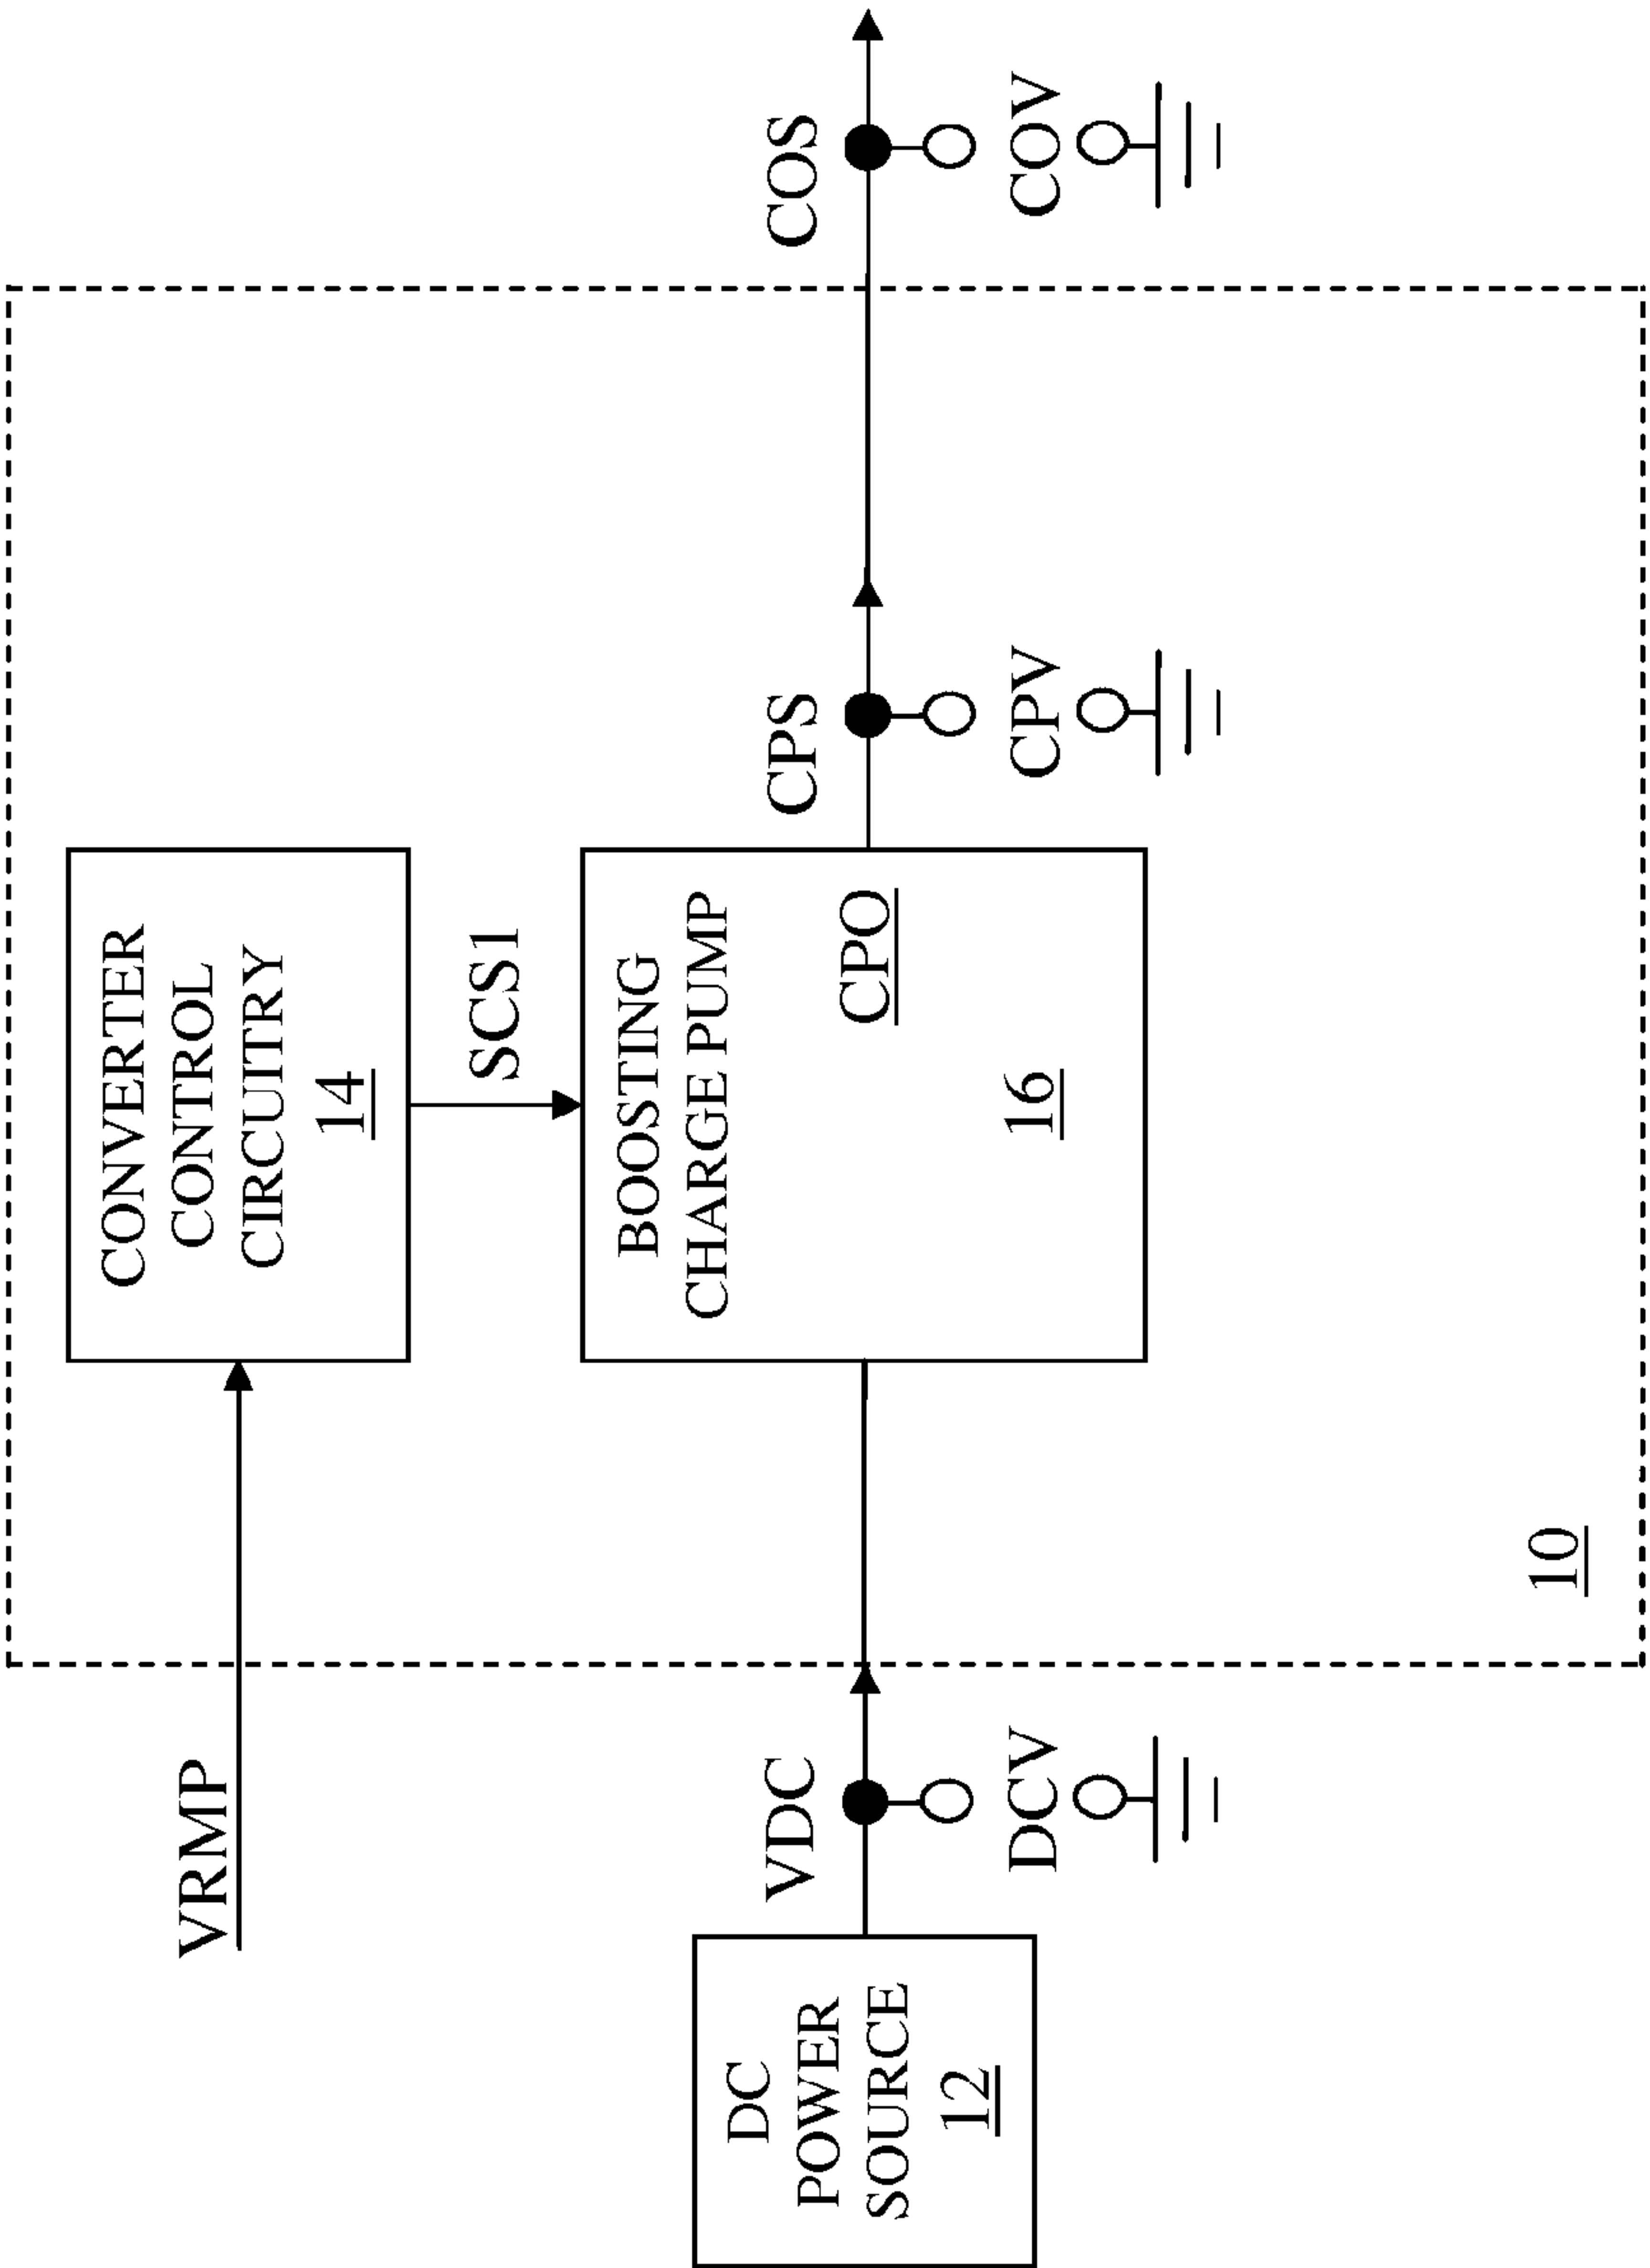 VRMP
CONVERTER
CONTROL
CIRCUITRY
14
SCS1
DC
POWER
SOURCE
12
VDC
DCV
BOOSTING
CHARGE PUMP
CPO
16
CPS
CPV
COS
COV
10